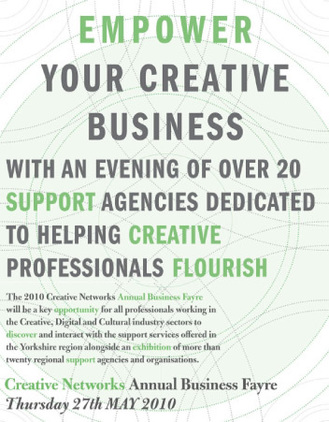 EMPOWER
YOUR CREATIVE
BUSINESS
WITH AN EVENING OF OVER 20
SUPPORT AGENCIES DEDICATED
TO HELPING CREATIVE
PROFESSIONALS FLOURISH
The 2010 Creative Networks Annual Business Fayre
will be a key opportunity for all professionals working in
the Creative, Digital and Cultural industry sectors to
discover and interact with the support services offered in
the Yorkshire region alongside an exhibition of more than
twenty regional support agencies and organisations.
Creative Networks Annual Business Fayre
Thursday 27th MAY 2010